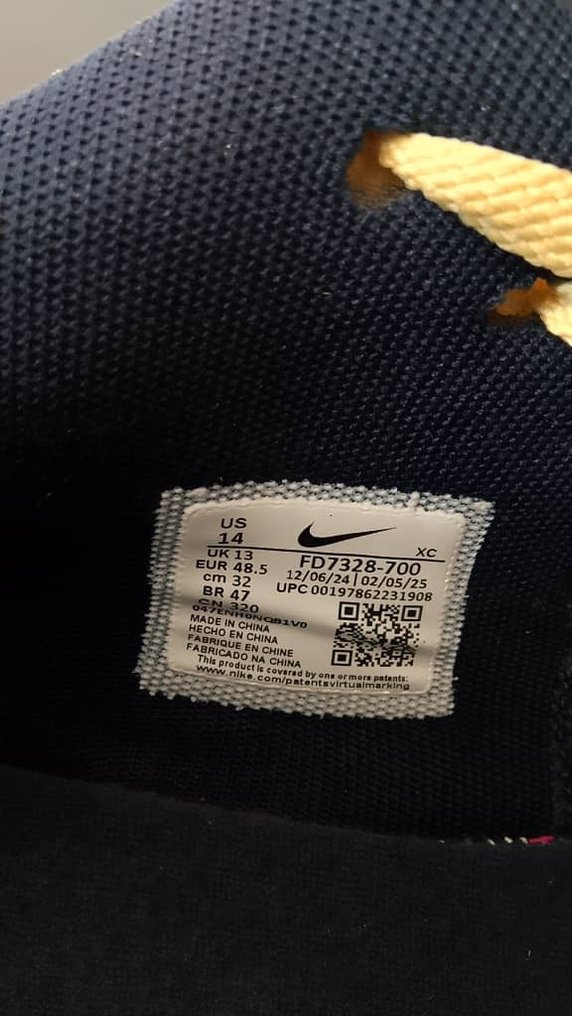 US
14
UK 13
EUR 48.5
cm 32
BR 47
CN 320
XC
FD7328-700
12/06/24 | 02/05/25
UPC 00197862231908
MADE IN CHINA
HECHO EN CHINA
FABRIQUE EN CHINE
FABRICADO NA CHINA
This product is covered by one or more patents:
www.nike.com/patentsvirtualmarking